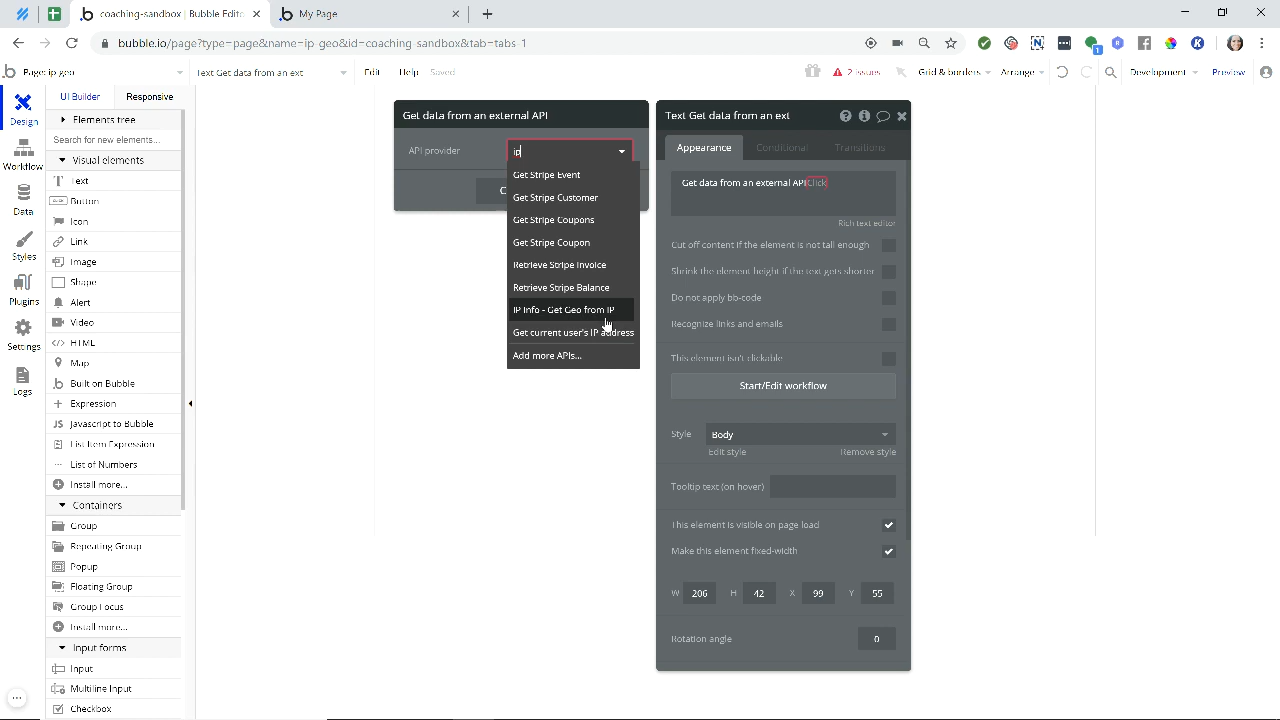 coaching-sandbox | Bubble Edito
My Page
bubble.io/page?type=page&name=ip_geo&id=coaching-sandbox&tab=tabs-1
1
Page: ip_geo
Text Get data from an ext
Edit
Help
Saved
2 issues
Grid & borders
Arrange
Development
Preview
UI Builder
Responsive
Design
Workflow
Data
Styles
Plugins
Settings
Logs
Elements tree
Search for new elements...
Visual elements
Text
Button
Icon
Link
Image
Shape
Alert
Video
HTML
Map
Built on Bubble
Expression
Javascript to Bubble
List Item Expression
List of Numbers
Install more...
Containers
Group
Repeating Group
Popup
Floating Group
Group Focus
Install more...
Input forms
Input
Multiline Input
Checkbox
Get data from an external API
API provider
ip
C
Get Stripe Event
Get Stripe Customer
Get Stripe Coupons
Get Stripe Coupon
Retrieve Stripe Invoice
Retrieve Stripe Balance
IP Info - Get Geo from IP
Get current user's IP address
Add more APIs...
Text Get data from an ext
Appearance
Conditional
Transitions
Get data from an external API Click
Rich text editor
Cut off content if the element is not tall enough
Shrink the element height if the text gets shorter
Do not apply bb-code
Recognize links and emails
This element isn't clickable
Start/Edit workflow
Style
Body
Edit style
Remove style
Tooltip text (on hover)
This element is visible on page load
Make this element fixed-width
W 206 H 42 X 99 Y 55
Rotation angle
0